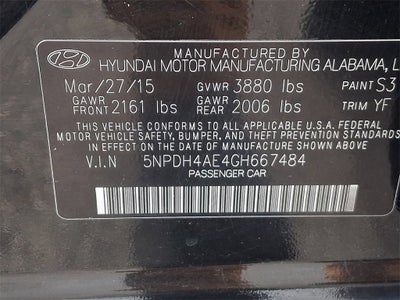 MANUFACTURED BY
HYUNDAI MOTOR MANUFACTURING ALABAMA, L
Mar/27/15 GVWR 3880 lbs PAINT S3
GAWR FRONT 2161 lbs GAWR REAR 2006 lbs TRIM YF
THIS VEHICLE CONFORMS TO ALL APPLICABLE U.S.A. FEDERAL
MOTOR VEHICLE SAFETY, BUMPER, AND THEFT PREVENTION STANDARDS
IN EFFECT ON THE DATE OF MANUFACTURE SHOWN ABOVE.
V.I.N 5NPDH4AE4GH667484
PASSENGER CAR